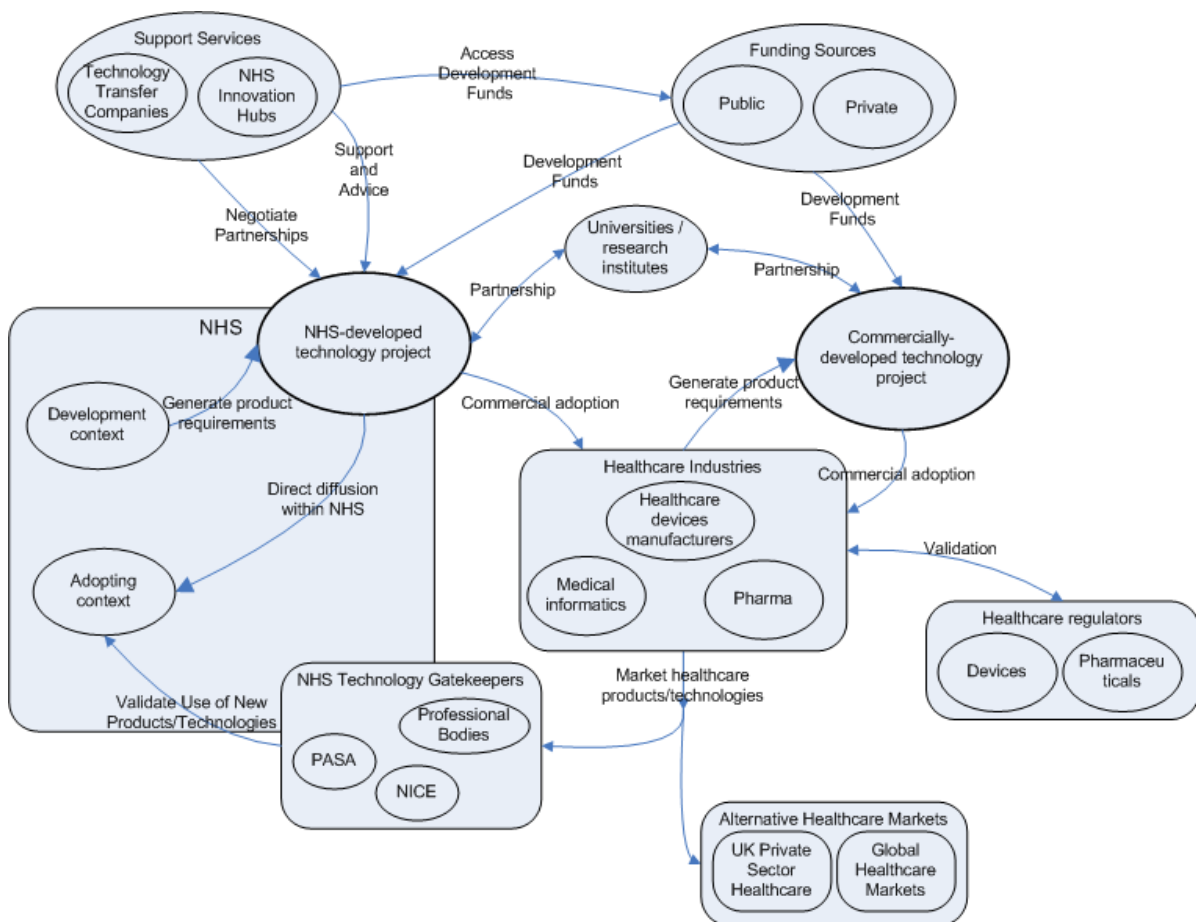 Support Services
Technology
Transfer
Companies
NHS
Innovation
Hubs
Access
Development
Funds
Funding Sources
Public
Private
Support
and
Advice
Development
Funds
Development
Funds
Negotiate
Partnerships
Universities /
research
institutes
Partnership
Partnership
NHS
NHS-developed
technology project
Commercially-
developed technology
project
Development
context
Generate product
requirements
Commercial adoption
Generate product
requirements
Direct diffusion
within NHS
Adopting
context
Healthcare Industries
Healthcare
devices
manufacturers
Medical
informatics
Pharma
Commercial adoption
Validation
Healthcare regulators
Devices
Pharmaceu
ticals
Market healthcare
products/technologies
Validate Use of New
Products/Technologies
NHS Technology Gatekeepers
Professional
Bodies
PASA
NICE
Alternative Healthcare Markets
UK Private
Sector
Healthcare
Global
Healthcare
Markets